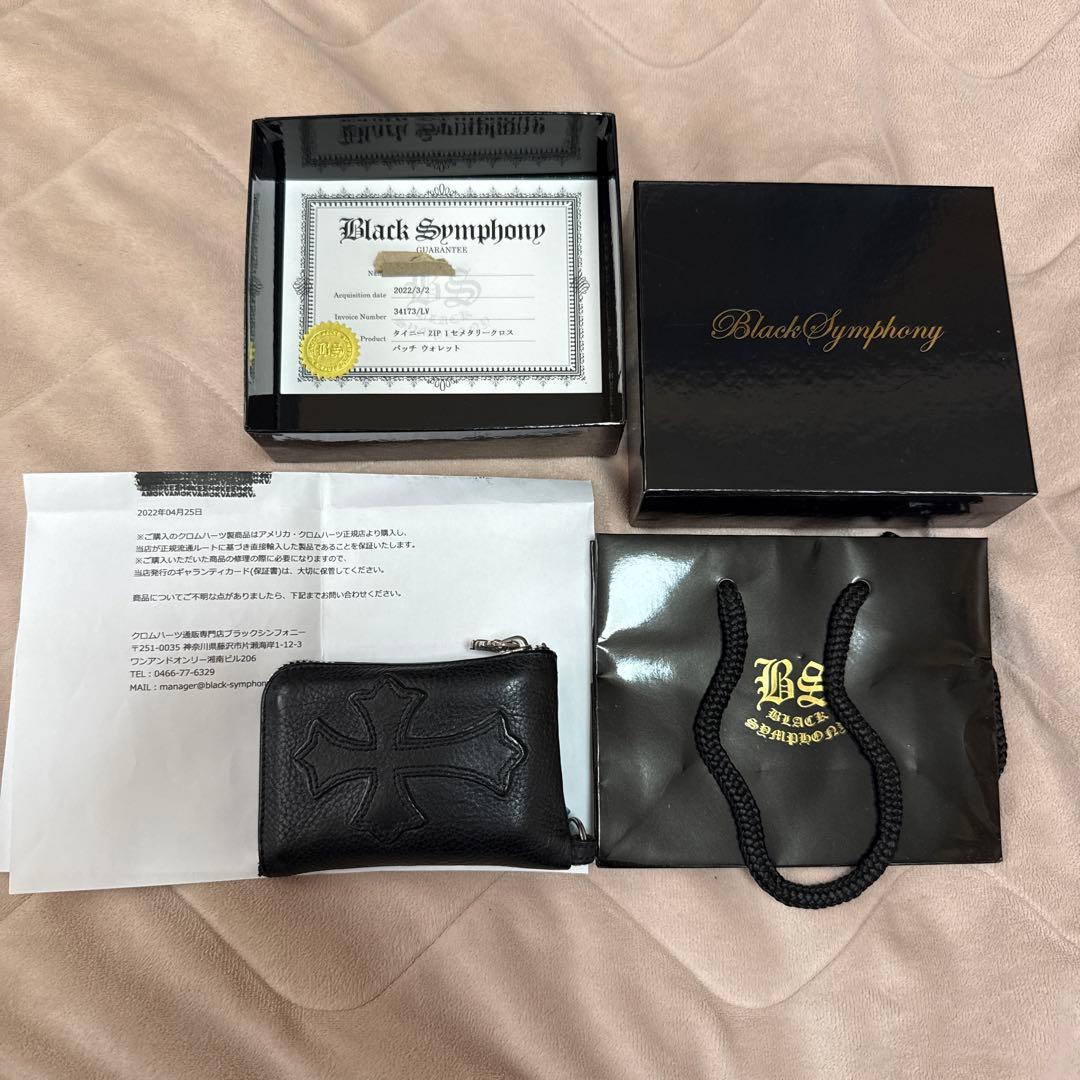 Black Symphony
Black Symphony
GUARANTEE
Acquisition date 2022/3/2
Invoice Number 34173/LV
Product タイニー ZIP 1セメタリークロス
パッチ ウォレット
BS
BS
Black Symphony
2022年04月25日
※ご購入のクロムハーツ製商品はアメリカ・クロムハーツ正規店より購入し、
当店が正規流通ルートに基づき直接輸入した製品であることを保証いたします。
※ご購入いただいた商品の修理の際に必要になりますので、
当店発行のギャランティカード(保証書)は、大切に保管してください。
商品についてご不明な点がありましたら、下記までお問い合わせください。
クロムハーツ通販専門店ブラックシンフォニー
〒251-0035 神奈川県藤沢市片瀬海岸1-12-3
ワンアンドオンリー湘南ビル206
TEL：0466-77-6329
MAIL：manager@black-symphon
BS
BLACK
SYMPHONY